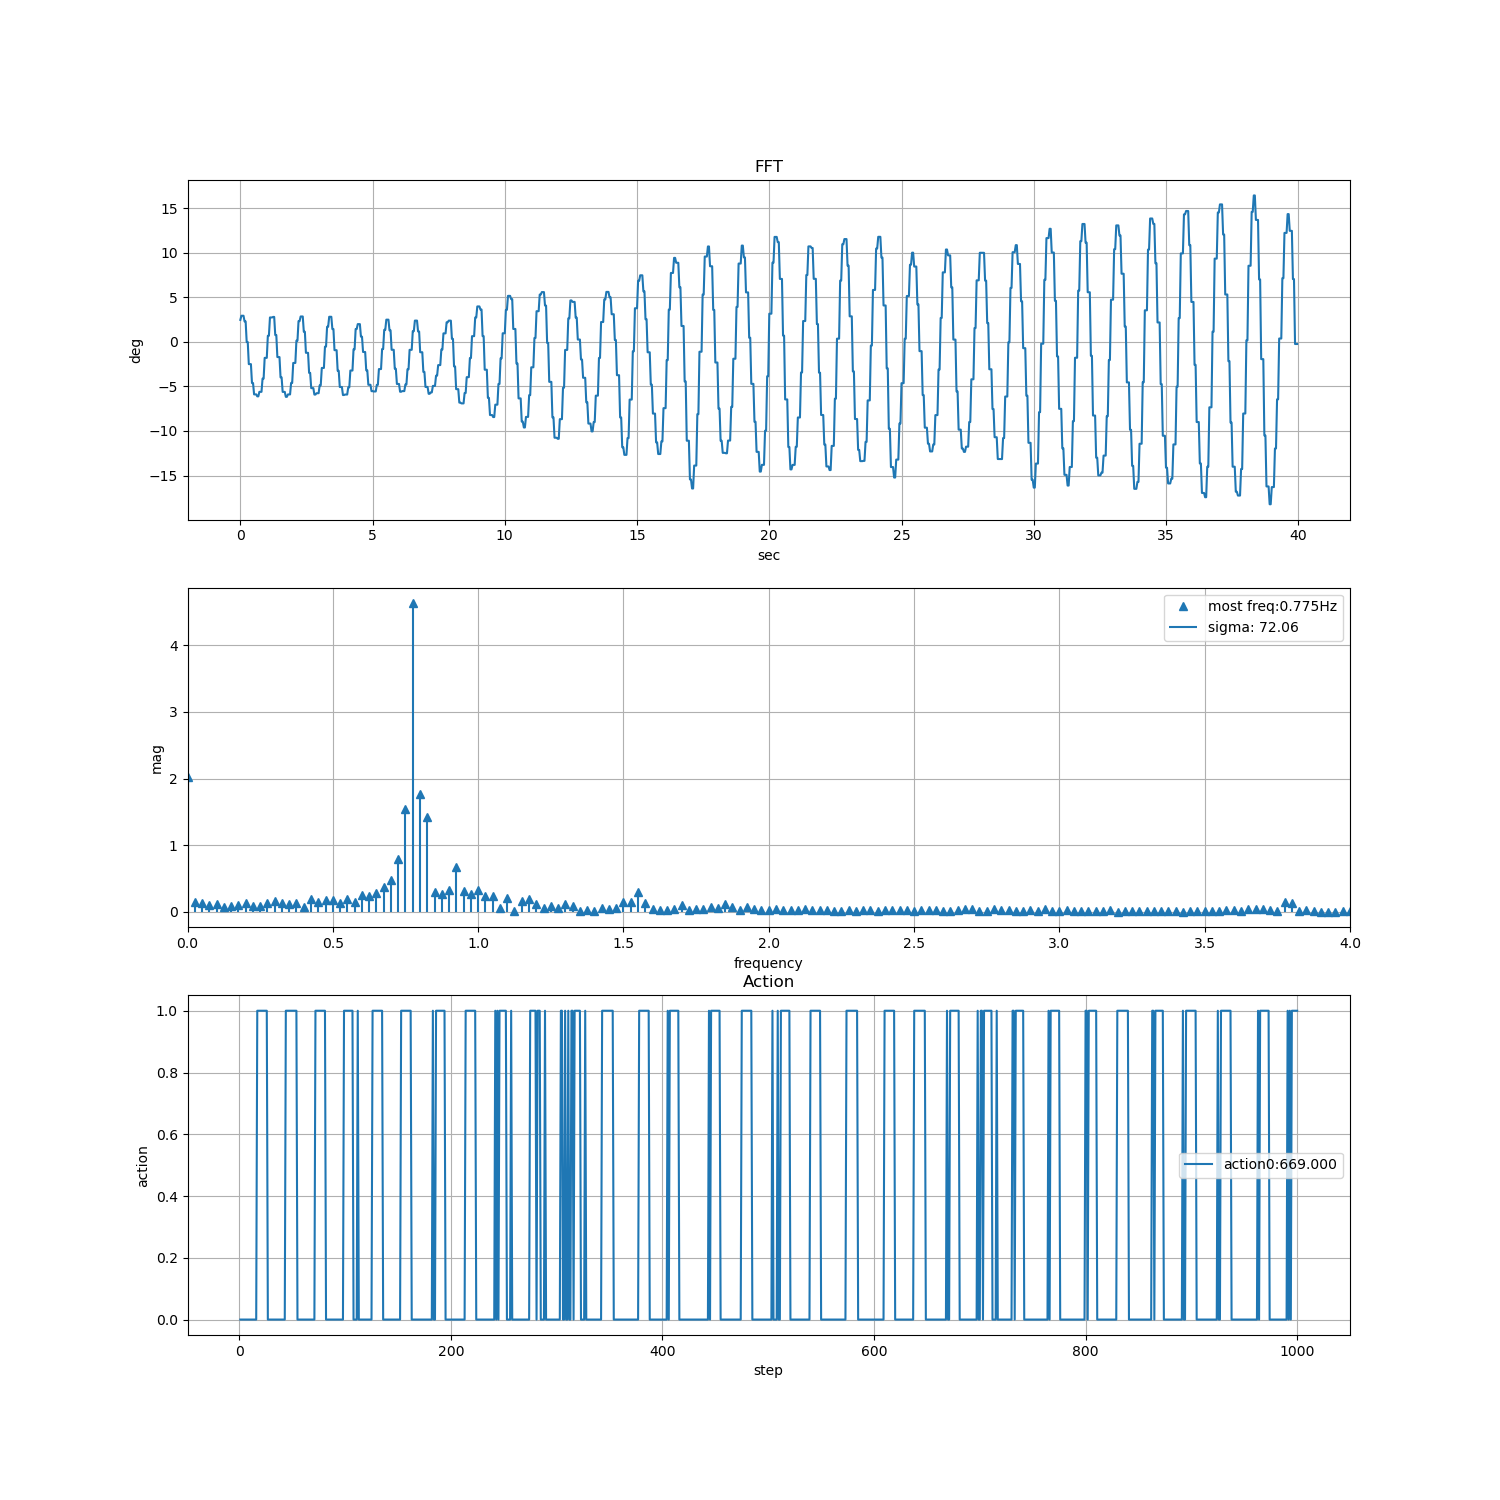 FFT
15
10
5
0
−5
−10
−15
deg
0 5 10 15 20 25 30 35 40
sec
most freq:0.775Hz
sigma: 72.06
4
3
2
1
0
mag
0.0 0.5 1.0 1.5 2.0 2.5 3.0 3.5 4.0
frequency
Action
1.0
0.8
0.6
0.4
0.2
0.0
action
action0:669.000
0 200 400 600 800 1000
step